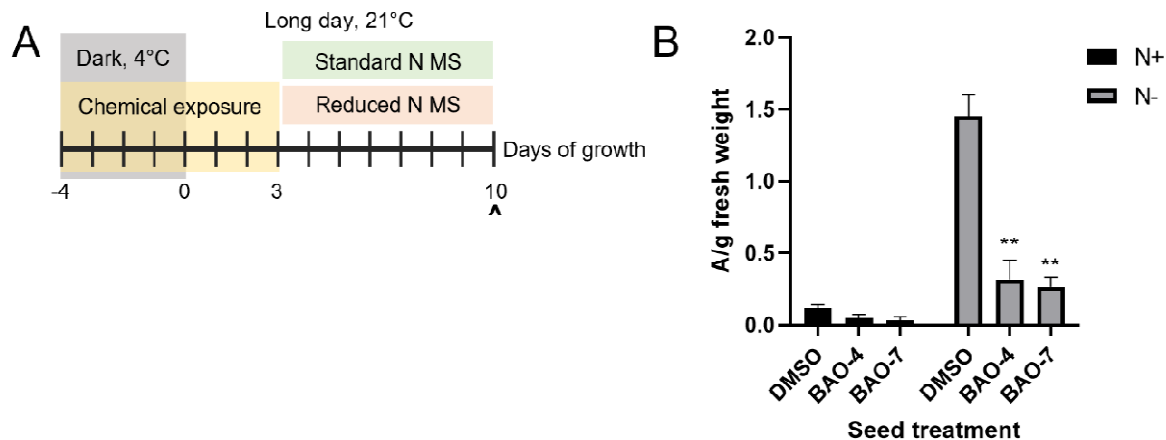 A
Long day, 21°C
Dark, 4°C
Standard N MS
Chemical exposure
Reduced N MS
Days of growth
-4
0
3
10
^
B
A/g fresh weight
2.0
1.5
1.0
0.5
0.0
**
**
DMSO
BAO-4
BAO-7
DMSO
BAO-4
BAO-7
Seed treatment
N+
N-